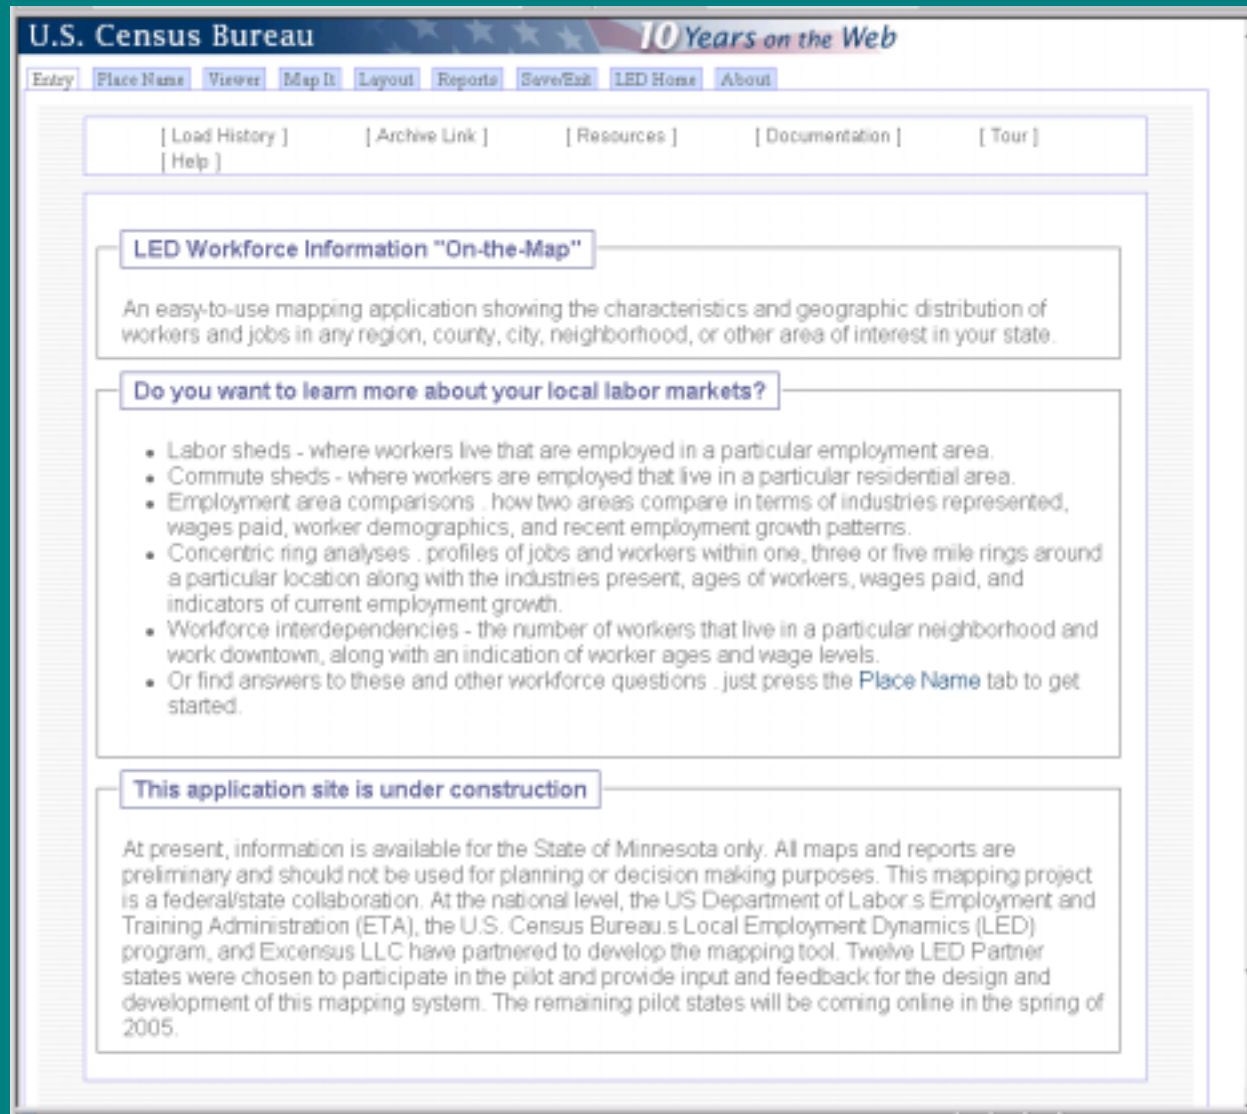 U.S. Census Bureau
10 Years on the Web
Entry Place Name Viewer Map It Layout Reports Save/Exit LED Home About
[ Load History ] [ Archive Link ] [ Resources ] [ Documentation ] [ Tour ]
[ Help ]
LED Workforce Information "On-the-Map"
An easy-to-use mapping application showing the characteristics and geographic distribution of
workers and jobs in any region, county, city, neighborhood, or other area of interest in your state.
Do you want to learn more about your local labor markets?
• Labor sheds - where workers live that are employed in a particular employment area.
• Commute sheds - where workers are employed that live in a particular residential area.
• Employment area comparisons . how two areas compare in terms of industries represented,
wages paid, worker demographics, and recent employment growth patterns.
• Concentric ring analyses . profiles of jobs and workers within one, three or five mile rings around
a particular location along with the industries present, ages of workers, wages paid, and
indicators of current employment growth.
• Workforce interdependencies - the number of workers that live in a particular neighborhood and
work downtown, along with an indication of worker ages and wage levels.
• Or find answers to these and other workforce questions . just press the Place Name tab to get
started.
This application site is under construction
At present, information is available for the State of Minnesota only. All maps and reports are
preliminary and should not be used for planning or decision making purposes. This mapping project
is a federal/state collaboration. At the national level, the US Department of Labor.s Employment and
Training Administration (ETA), the U.S. Census Bureau.s Local Employment Dynamics (LED)
program, and Excensus LLC have partnered to develop the mapping tool. Twelve LED Partner
states were chosen to participate in the pilot and provide input and feedback for the design and
development of this mapping system. The remaining pilot states will be coming online in the spring of
2005.